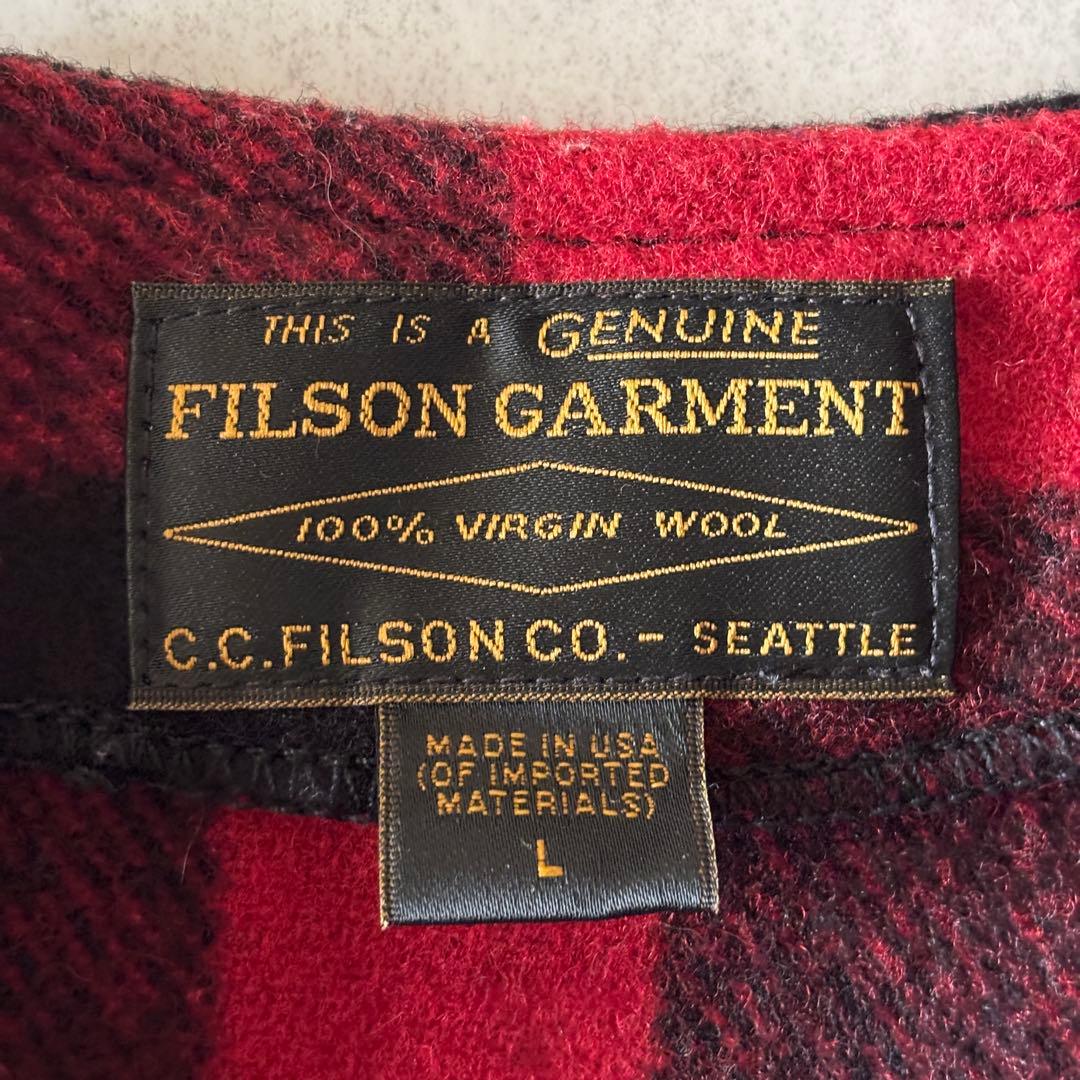 THIS IS A GENUINE
FILSON GARMENT
100% VIRGIN WOOL
C.C.FILSON CO. - SEATTLE
MADE IN USA
(OF IMPORTED
MATERIALS)
L